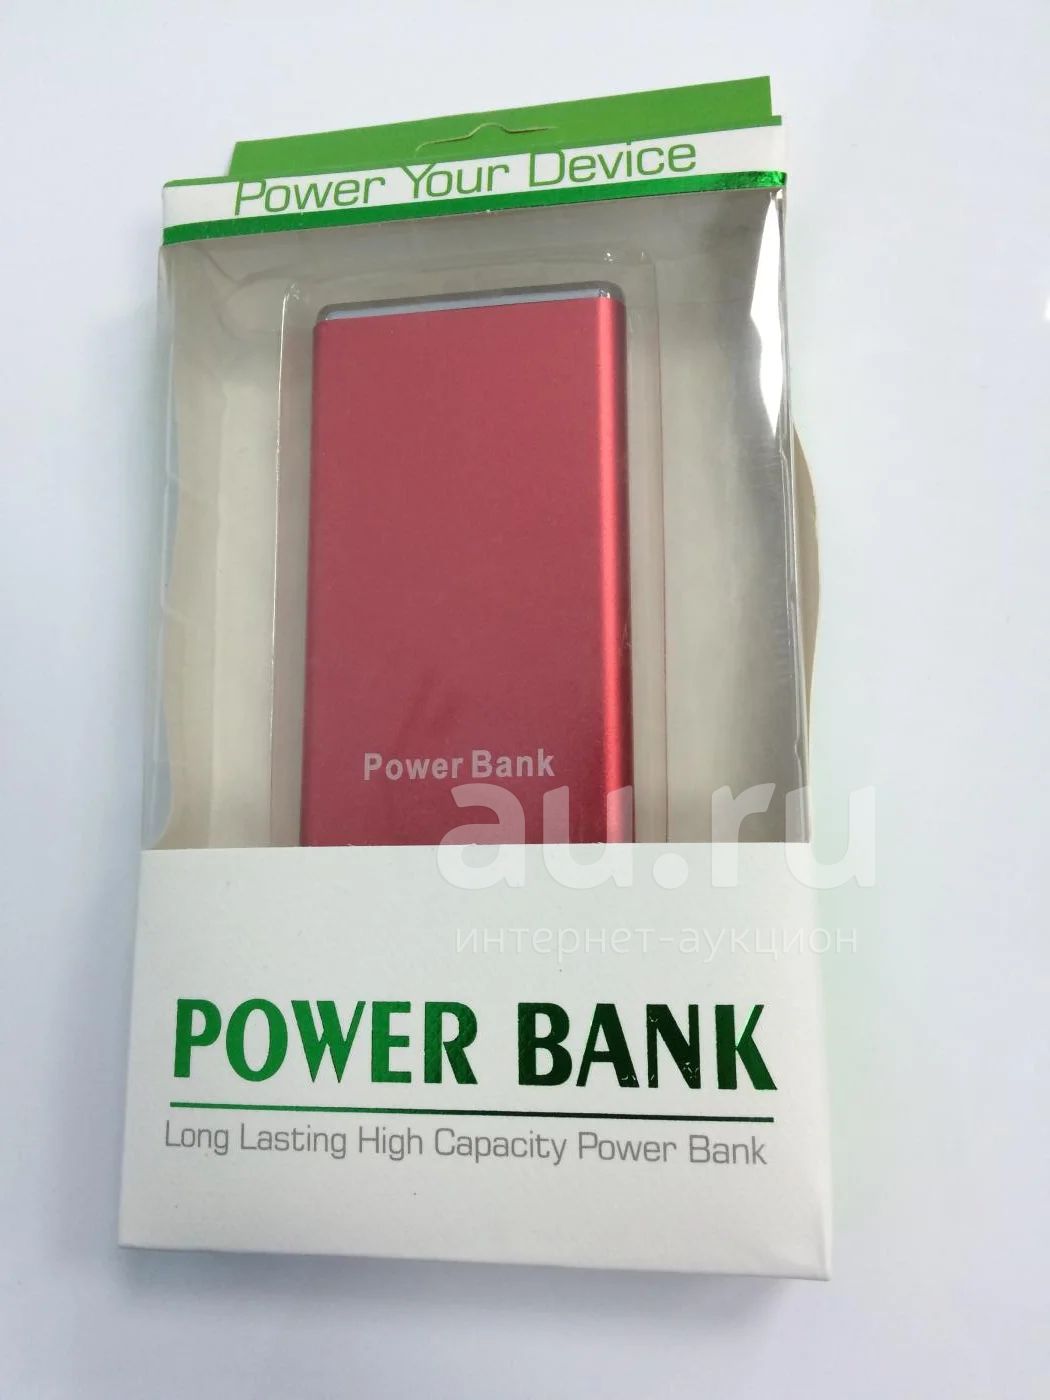 Power Your Device
Power Bank
au.ru
интернет-аукцион
POWER BANK
Long Lasting High Capacity Power Bank